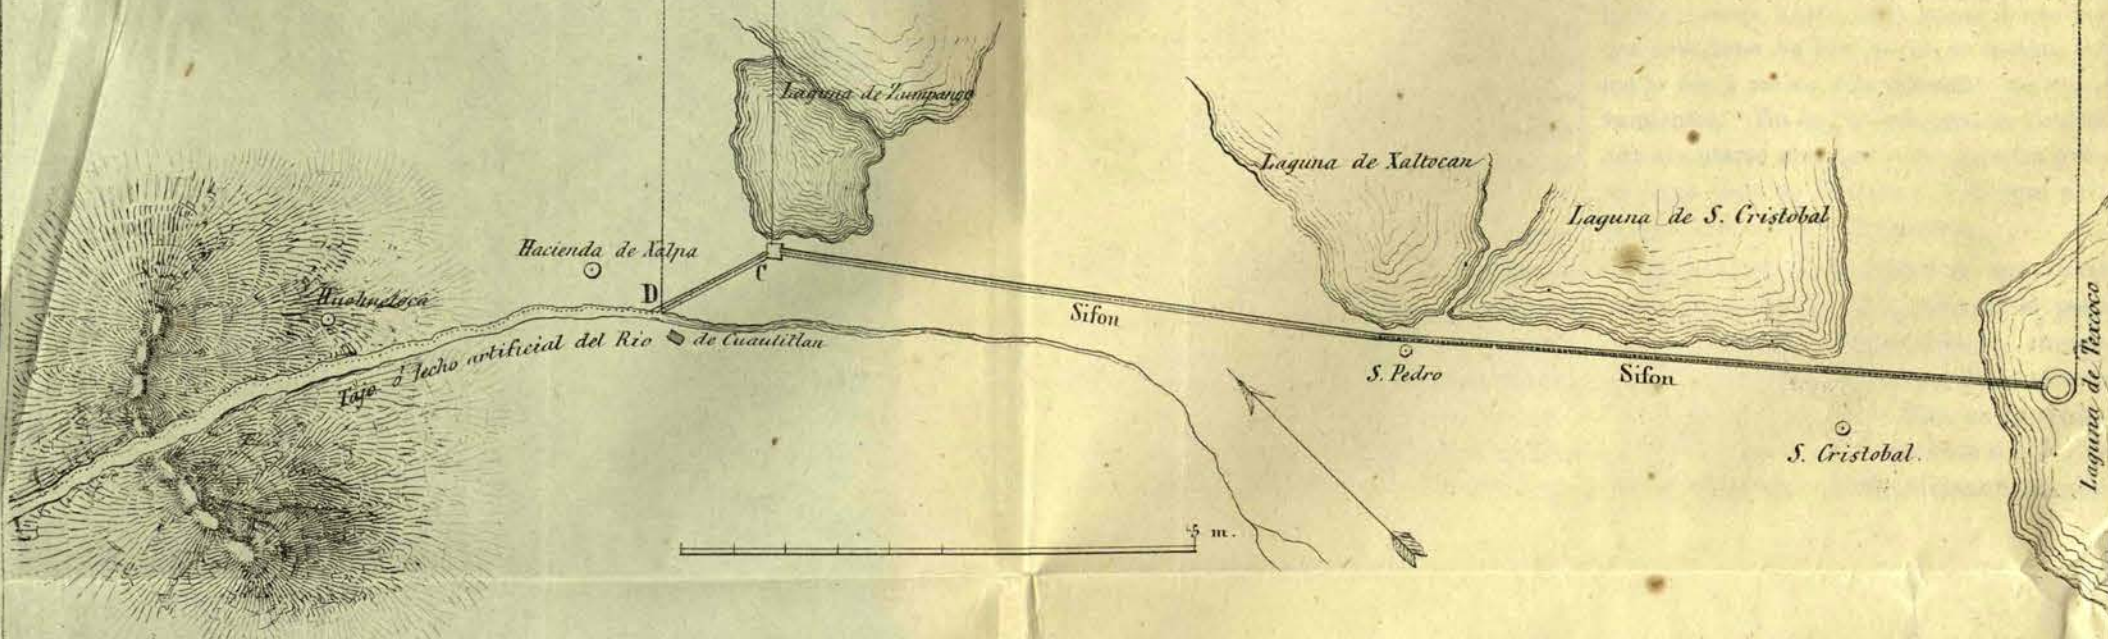 Laguna de Zumpango
Laguna de Xaltocan
Laguna de S. Cristobal
Hacienda de Xalpa
C
D
Huehuetoca
Sifon
Tajo ó lecho artificial del Rio de Cuautitlan
S. Pedro
Sifon
Laguna de Texcoco
S. Cristobal.
5 m.